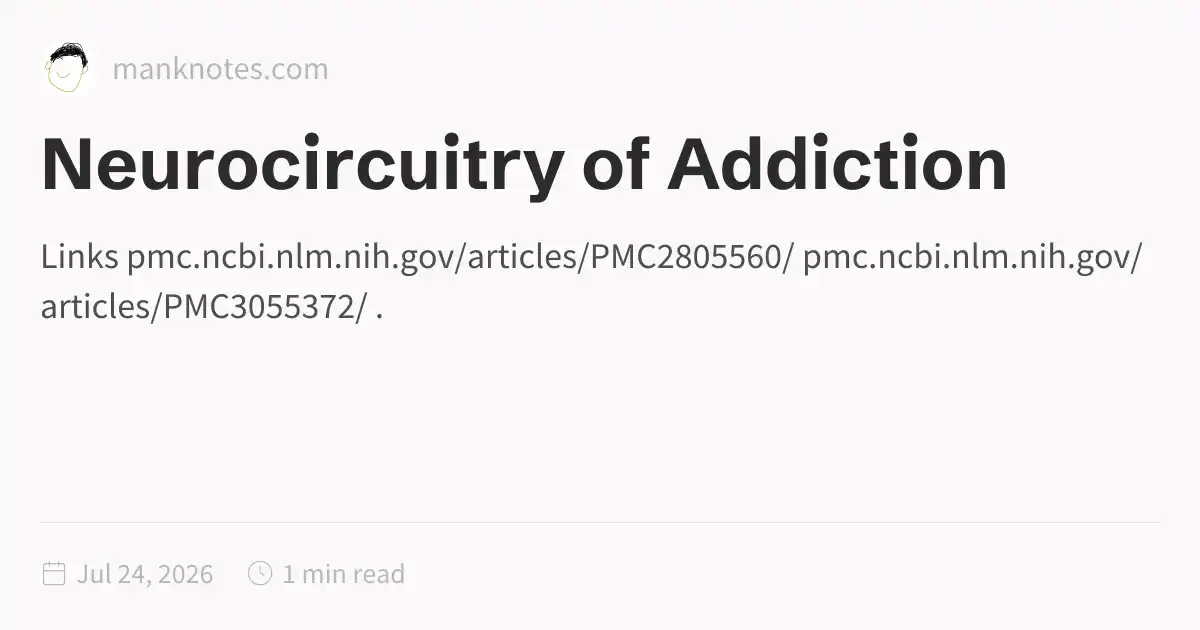 manknotes.com
Neurocircuitry of Addiction
Links pmc.ncbi.nlm.nih.gov/articles/PMC2805560/ pmc.ncbi.nlm.nih.gov/
articles/PMC3055372/ .
Jul 24, 2026 1 min read